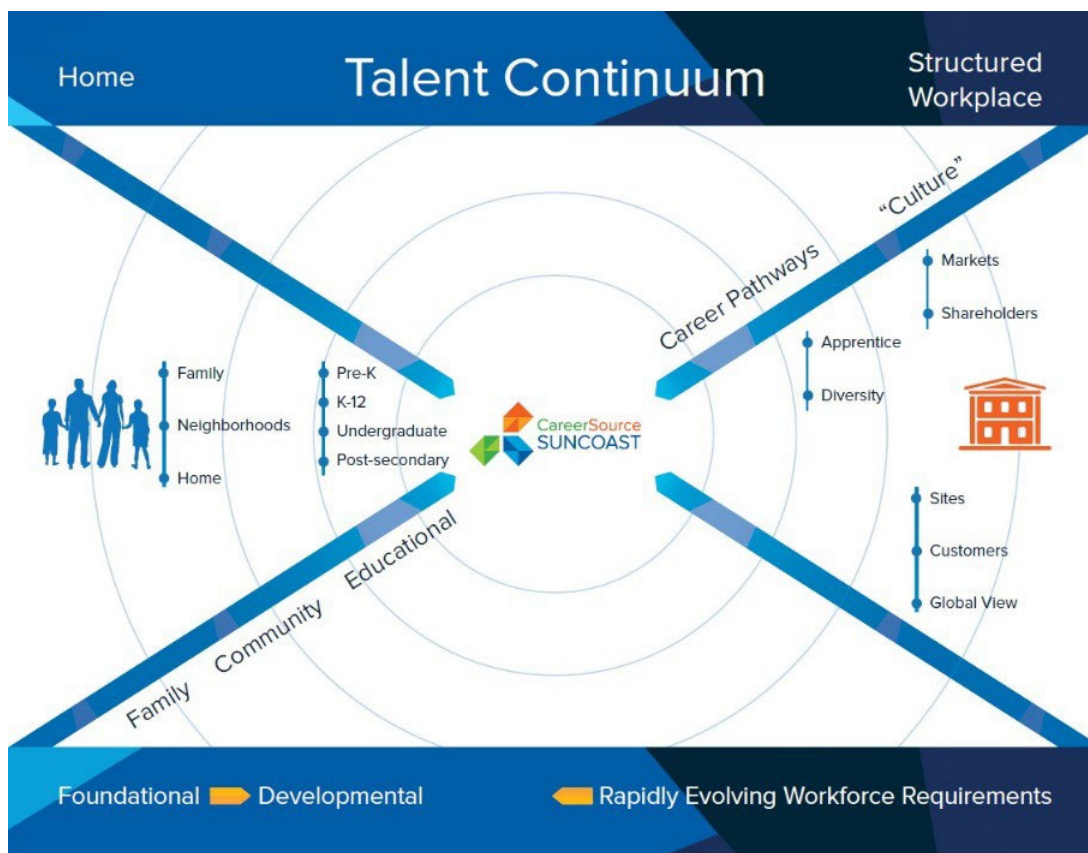 Home
Talent Continuum
Structured
Workplace
"Culture"
Career Pathways
Markets
Shareholders
Apprentice
Diversity
Family
Neighborhoods
Home
Pre-K
K-12
Undergraduate
Post-secondary
CareerSource
SUNCOAST
Sites
Customers
Global View
Family Community Educational
Foundational Developmental
Rapidly Evolving Workforce Requirements